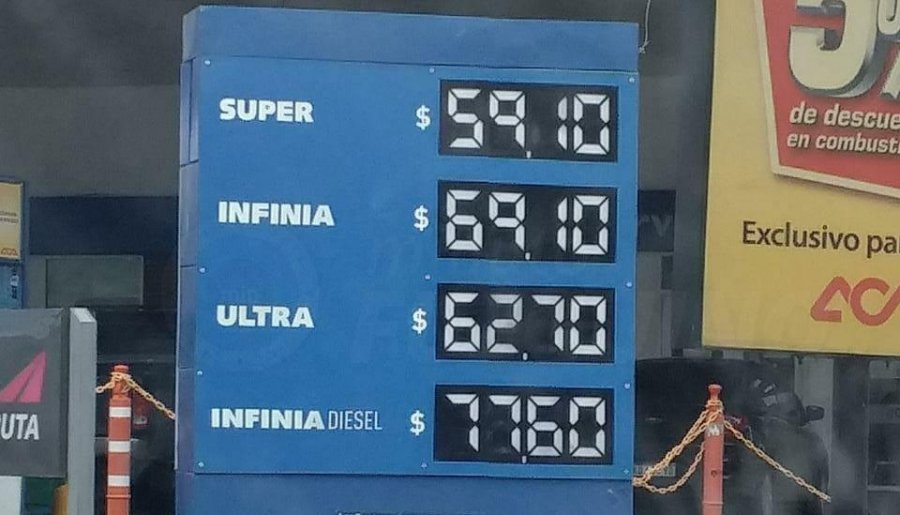 SUPER $ 59.10
INFINIA $ 69.10
ULTRA $ 62.70
INFINIA DIESEL $ 77.60
5%
de descue
en combusti
Exclusivo pa
ACA
UTA